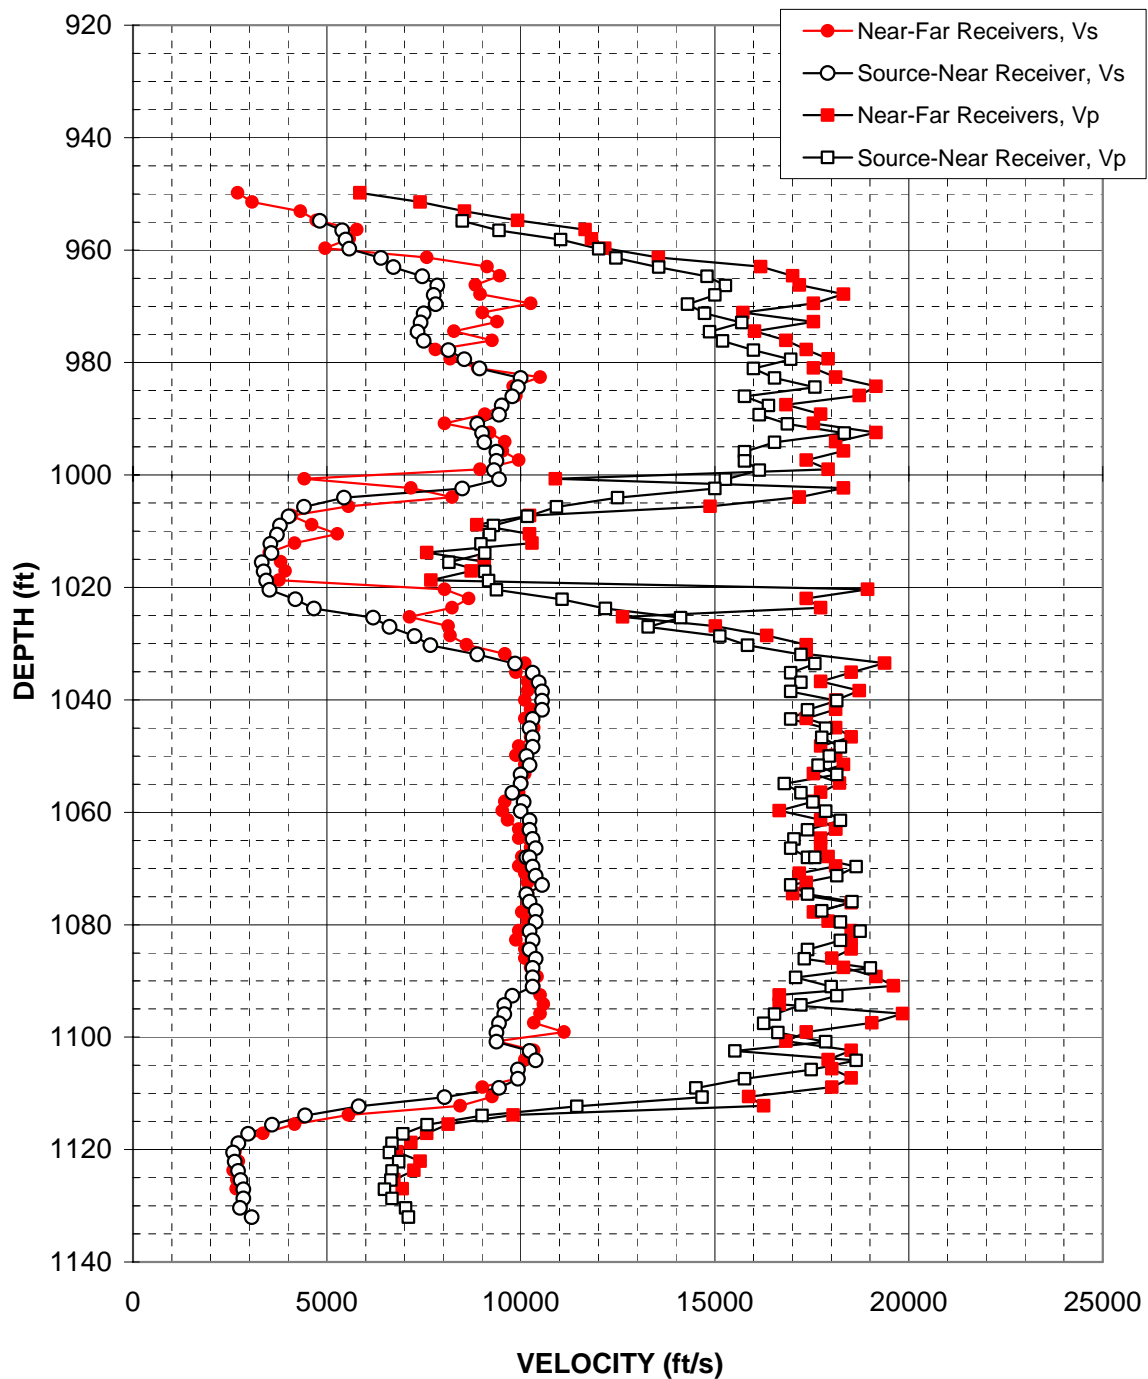 Near-Far Receivers, Vs
Source-Near Receiver, Vs
Near-Far Receivers, Vp
Source-Near Receiver, Vp
920
940
960
980
1000
1020
1040
1060
1080
1100
1120
1140
DEPTH (ft)
0 5000 10000 15000 20000 25000
VELOCITY (ft/s)